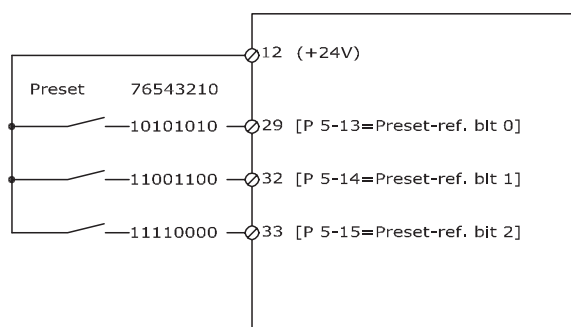 12 (+24V)
Preset 76543210
10101010 29 [P 5-13=Preset-ref. bit 0]
11001100 32 [P 5-14=Preset-ref. bit 1]
11110000 33 [P 5-15=Preset-ref. bit 2]